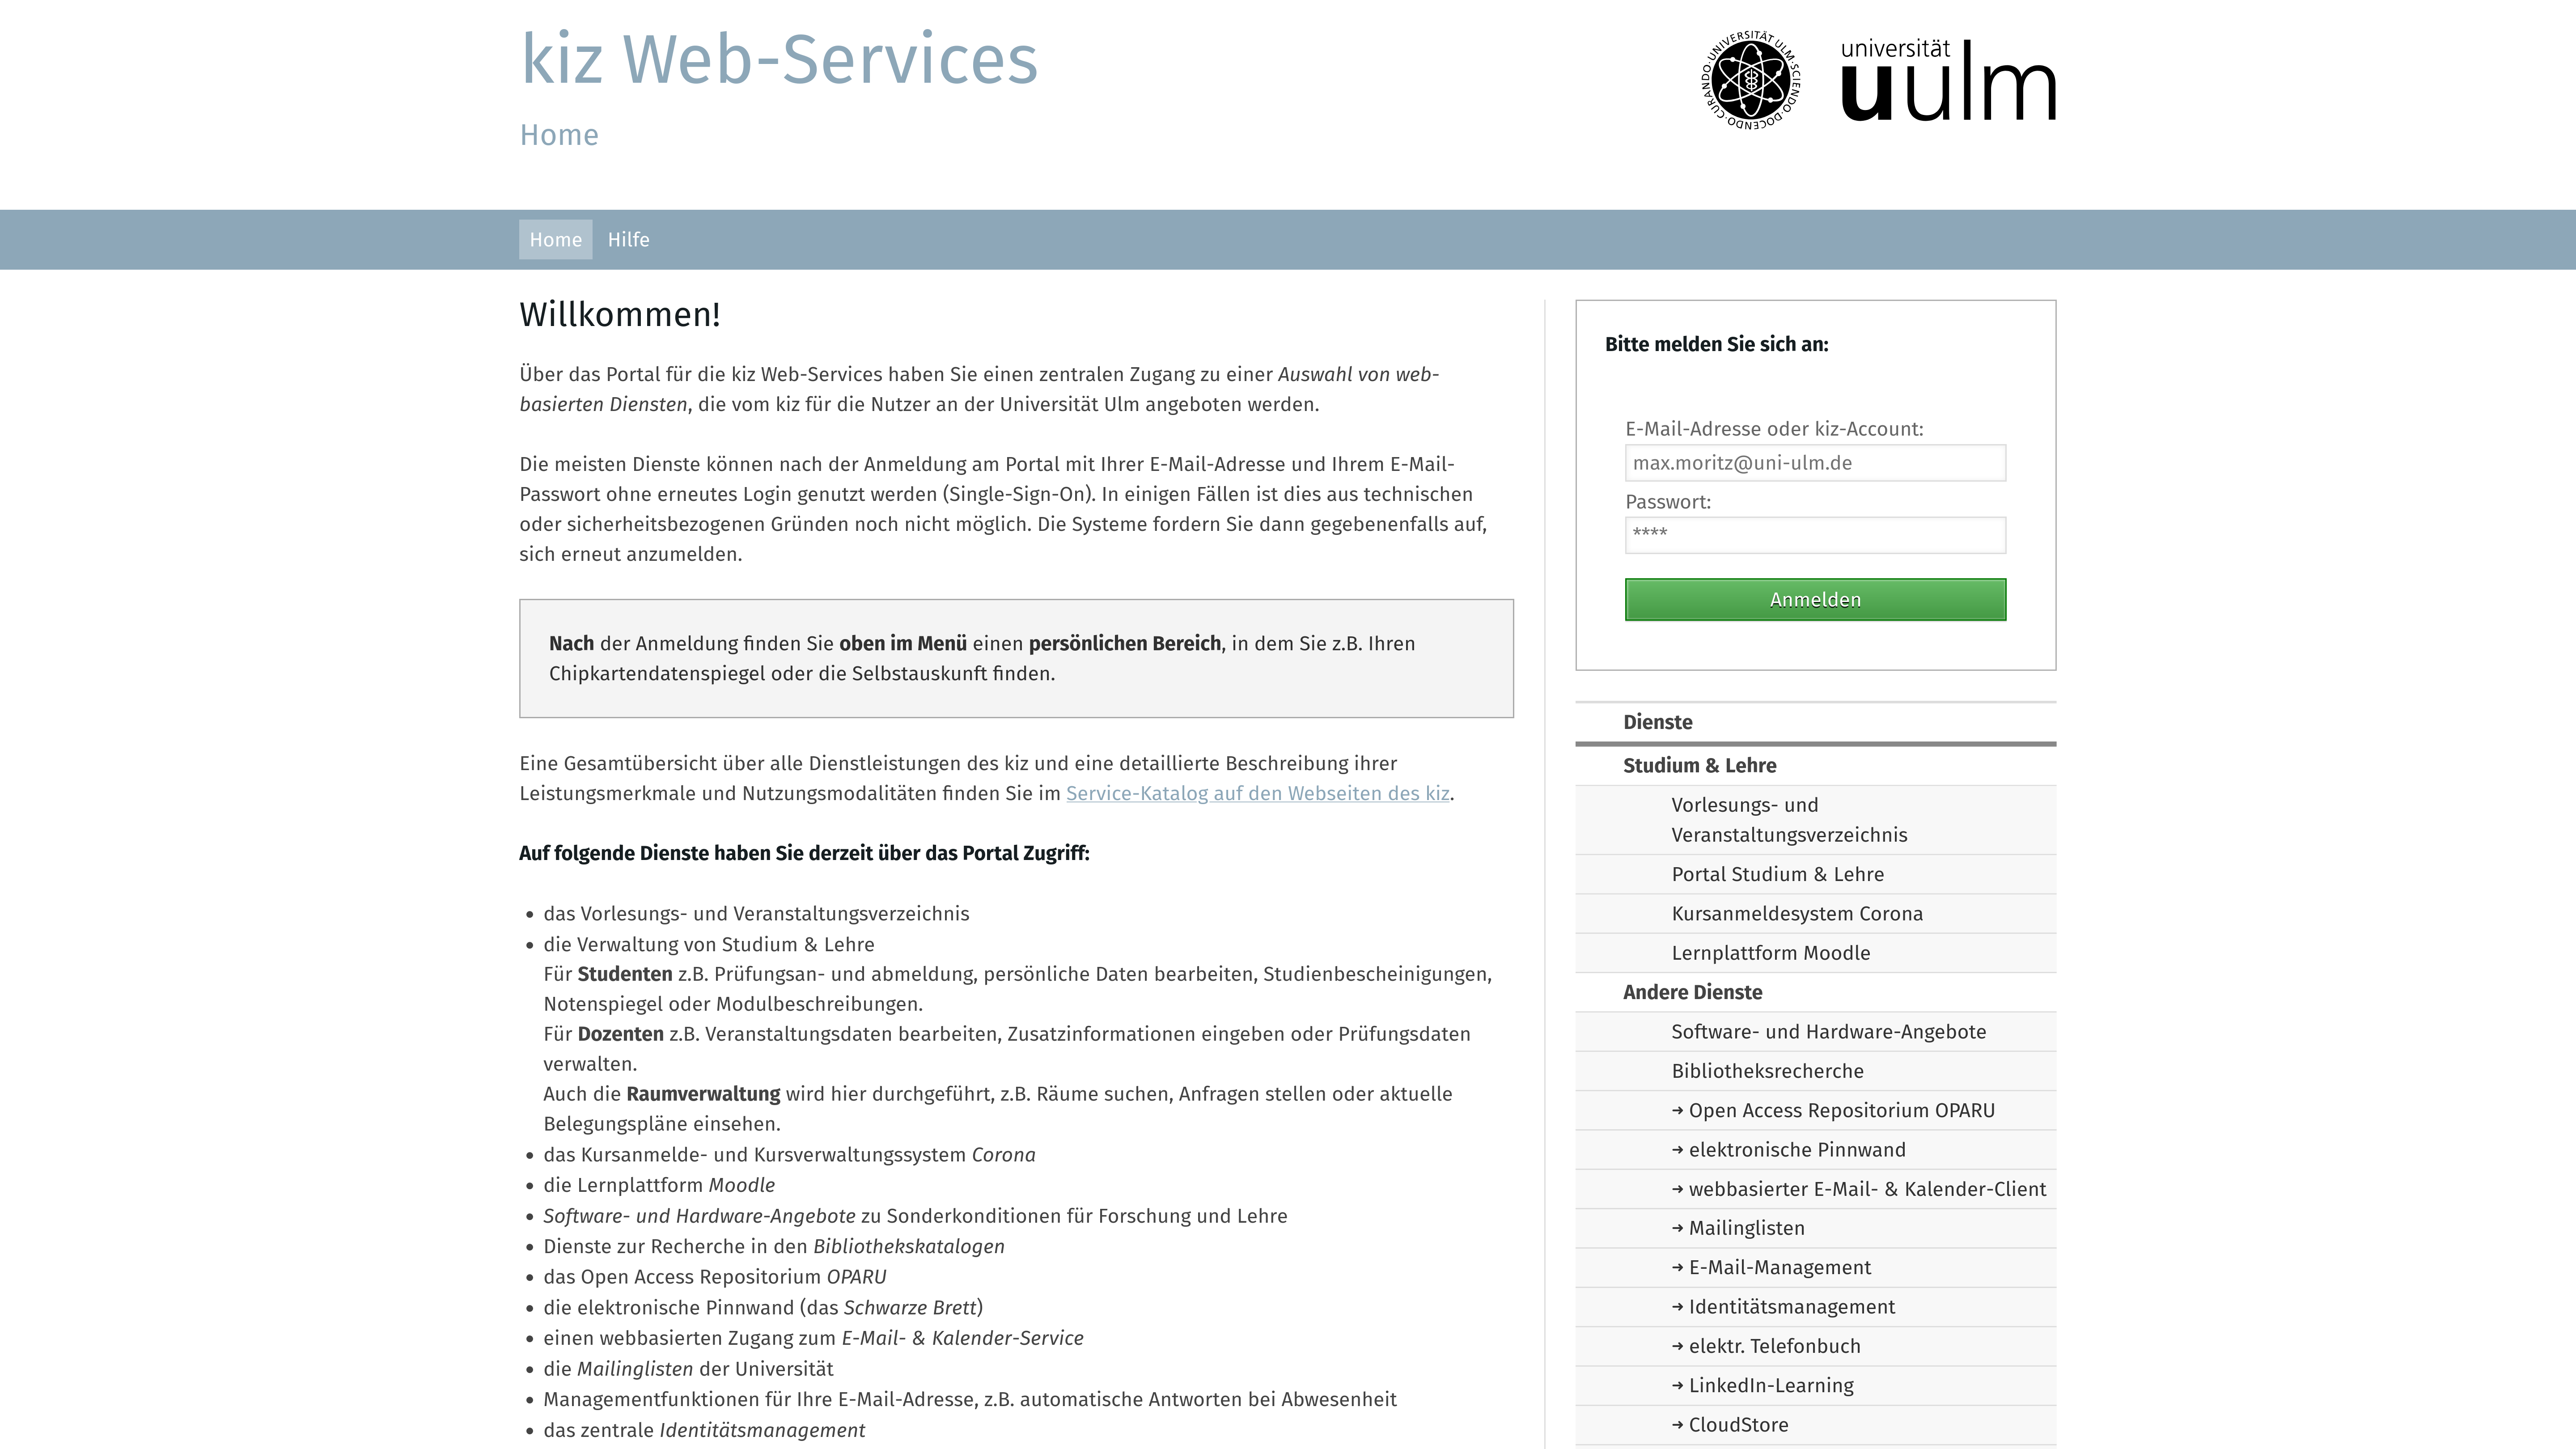 kiz Web-Services
Home
CURANDO·UNIVERSITÄT ULM·SCIENDO·DOCENDO·
universität
uulm
Home
Hilfe
Willkommen!
Über das Portal für die kiz Web-Services haben Sie einen zentralen Zugang zu einer Auswahl von web-
basierten Diensten, die vom kiz für die Nutzer an der Universität Ulm angeboten werden.
Die meisten Dienste können nach der Anmeldung am Portal mit Ihrer E-Mail-Adresse und Ihrem E-Mail-
Passwort ohne erneutes Login genutzt werden (Single-Sign-On). In einigen Fällen ist dies aus technischen
oder sicherheitsbezogenen Gründen noch nicht möglich. Die Systeme fordern Sie dann gegebenenfalls auf,
sich erneut anzumelden.
Nach der Anmeldung finden Sie oben im Menü einen persönlichen Bereich, in dem Sie z.B. Ihren
Chipkartendatenspiegel oder die Selbstauskunft finden.
Eine Gesamtübersicht über alle Dienstleistungen des kiz und eine detaillierte Beschreibung ihrer
Leistungsmerkmale und Nutzungsmodalitäten finden Sie im Service-Katalog auf den Webseiten des kiz.
Auf folgende Dienste haben Sie derzeit über das Portal Zugriff:
• das Vorlesungs- und Veranstaltungsverzeichnis
• die Verwaltung von Studium & Lehre
Für Studenten z.B. Prüfungsan- und abmeldung, persönliche Daten bearbeiten, Studienbescheinigungen,
Notenspiegel oder Modulbeschreibungen.
Für Dozenten z.B. Veranstaltungsdaten bearbeiten, Zusatzinformationen eingeben oder Prüfungsdaten
verwalten.
Auch die Raumverwaltung wird hier durchgeführt, z.B. Räume suchen, Anfragen stellen oder aktuelle
Belegungspläne einsehen.
• das Kursanmelde- und Kursverwaltungssystem Corona
• die Lernplattform Moodle
• Software- und Hardware-Angebote zu Sonderkonditionen für Forschung und Lehre
• Dienste zur Recherche in den Bibliothekskatalogen
• das Open Access Repositorium OPARU
• die elektronische Pinnwand (das Schwarze Brett)
• einen webbasierten Zugang zum E-Mail- & Kalender-Service
• die Mailinglisten der Universität
• Managementfunktionen für Ihre E-Mail-Adresse, z.B. automatische Antworten bei Abwesenheit
• das zentrale Identitätsmanagement
Bitte melden Sie sich an:
E-Mail-Adresse oder kiz-Account:
max.moritz@uni-ulm.de
Passwort:
****
Anmelden
Dienste
Studium & Lehre
Vorlesungs- und
Veranstaltungsverzeichnis
Portal Studium & Lehre
Kursanmeldesystem Corona
Lernplattform Moodle
Andere Dienste
Software- und Hardware-Angebote
Bibliotheksrecherche
➜ Open Access Repositorium OPARU
➜ elektronische Pinnwand
➜ webbasierter E-Mail- & Kalender-Client
➜ Mailinglisten
➜ E-Mail-Management
➜ Identitätsmanagement
➜ elektr. Telefonbuch
➜ LinkedIn-Learning
➜ CloudStore